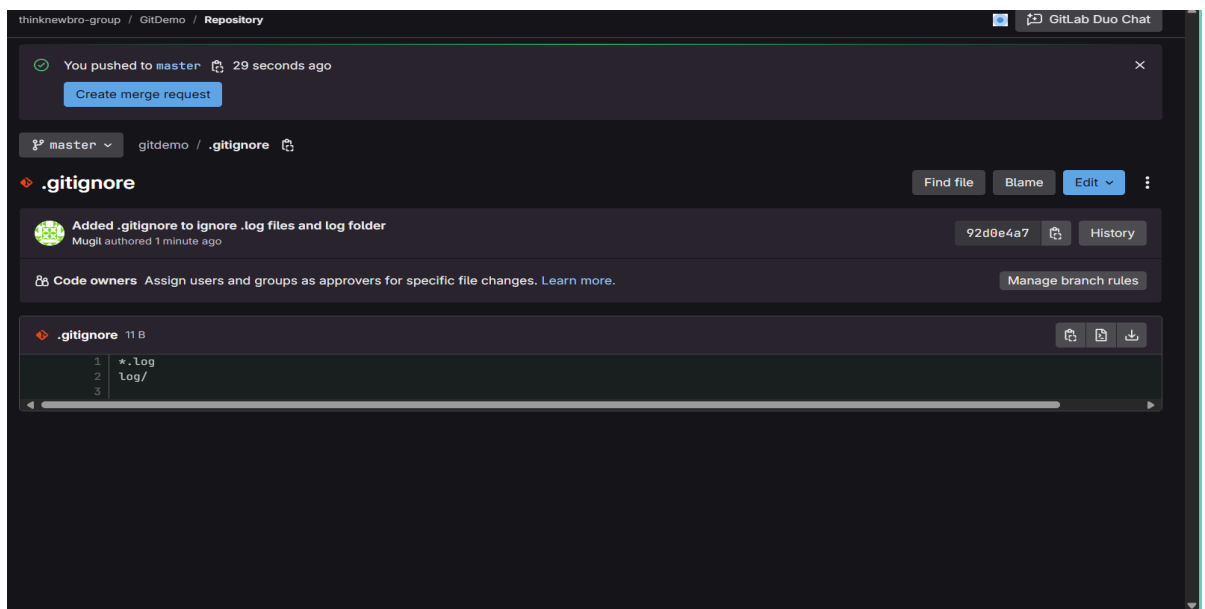 thinknewbro-group / GitDemo / Repository
GitLab Duo Chat
You pushed to master 29 seconds ago
Create merge request
master
gitdemo / .gitignore
.gitignore
Find file
Blame
Edit
Added .gitignore to ignore .log files and log folder
Mugil authored 1 minute ago
92d0e4a7
History
Code owners Assign users and groups as approvers for specific file changes. Learn more.
Manage branch rules
.gitignore 11 B
1 *.log
2 log/
3